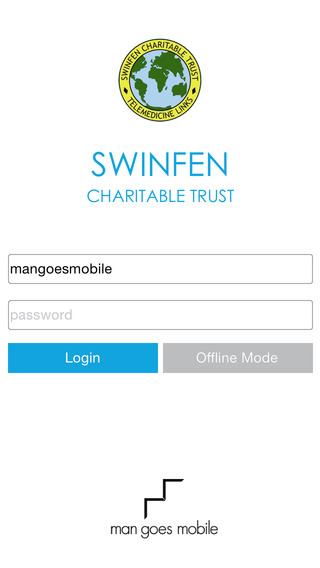 SWINFEN CHARITABLE TRUST
TELEMEDICINE LINKS
SWINFEN
CHARITABLE TRUST
mangoesmobile
password
Login Offline Mode
man goes mobile